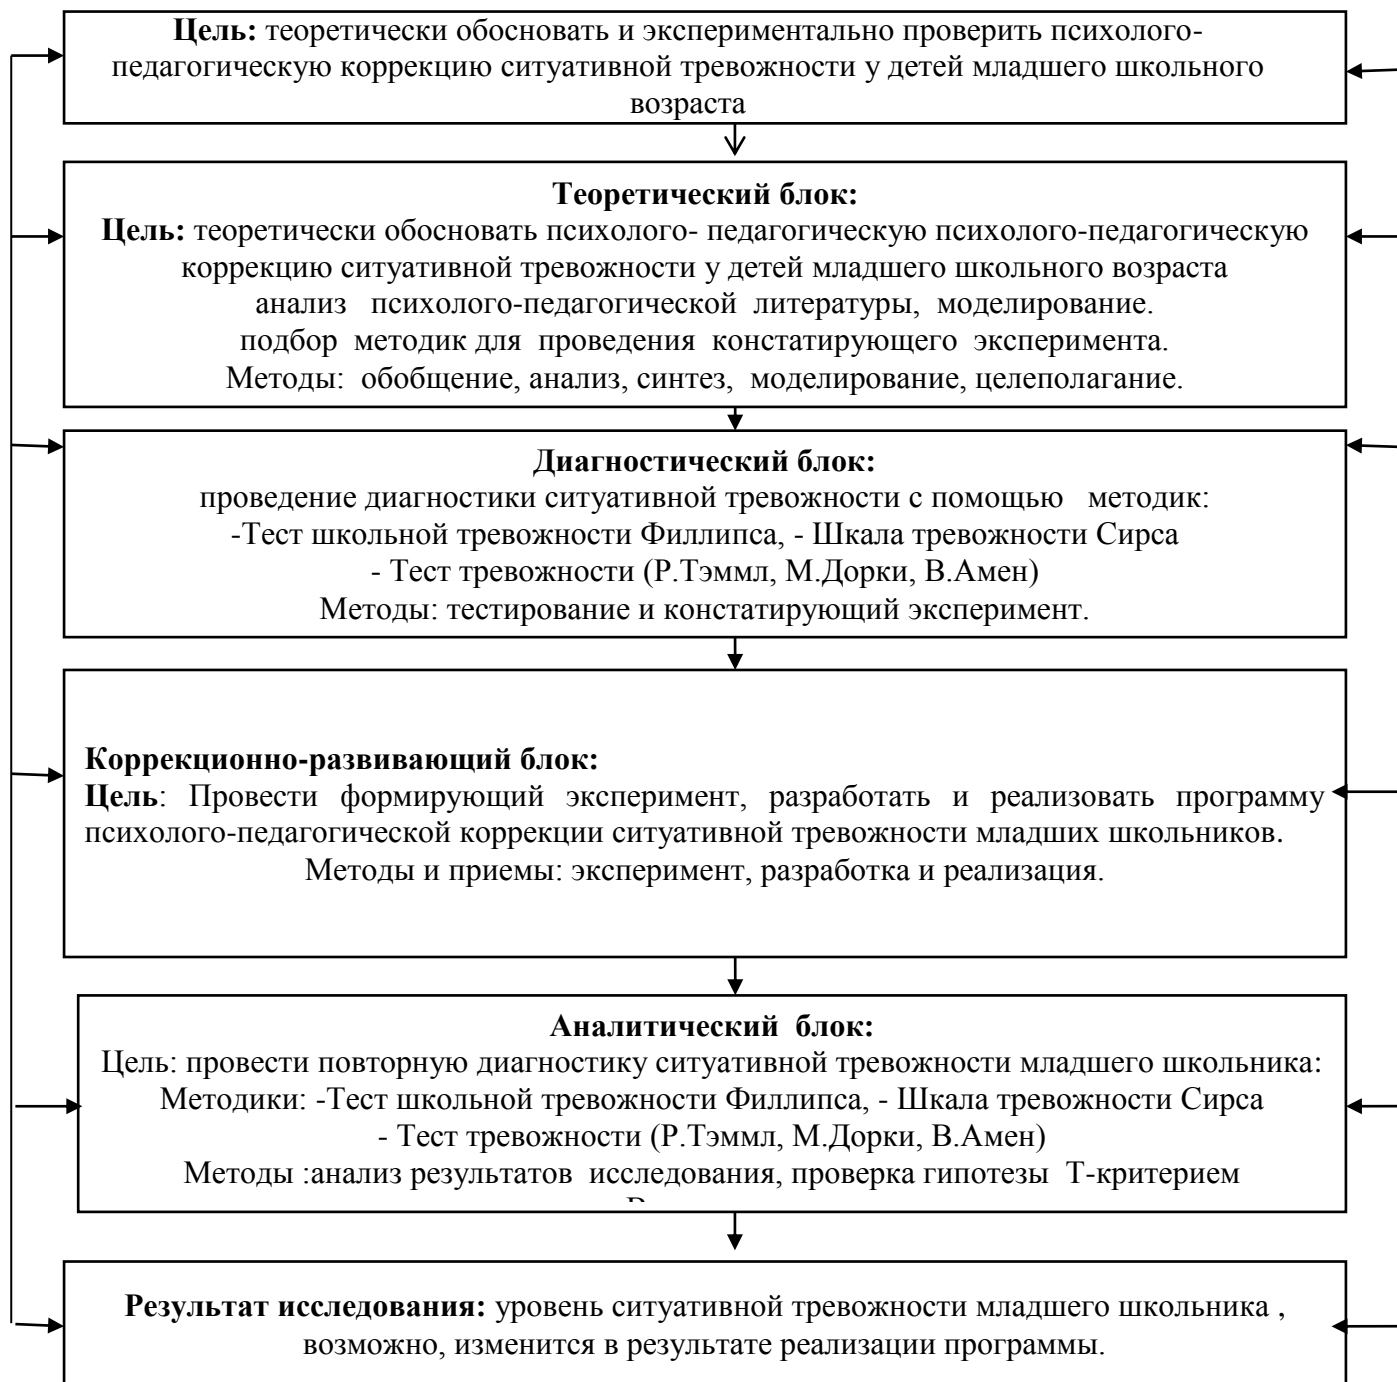 Цель: теоретически обосновать и экспериментально проверить психолого-
педагогическую коррекцию ситуативной тревожности у детей младшего школьного
возраста
Теоретический блок:
Цель: теоретически обосновать психолого- педагогическую психолого-педагогическую
коррекцию ситуативной тревожности у детей младшего школьного возраста
анализ психолого-педагогической литературы, моделирование.
подбор методик для проведения констатирующего эксперимента.
Методы: обобщение, анализ, синтез, моделирование, целеполагание.
Диагностический блок:
проведение диагностики ситуативной тревожности с помощью методик:
-Тест школьной тревожности Филлипса, - Шкала тревожности Сирса
- Тест тревожности (Р.Тэммл, М.Дорки, В.Амен)
Методы: тестирование и констатирующий эксперимент.
Коррекционно-развивающий блок:
Цель: Провести формирующий эксперимент, разработать и реализовать программу
психолого-педагогической коррекции ситуативной тревожности младших школьников.
Методы и приемы: эксперимент, разработка и реализация.
Аналитический блок:
Цель: провести повторную диагностику ситуативной тревожности младшего школьника:
Методики: -Тест школьной тревожности Филлипса, - Шкала тревожности Сирса
- Тест тревожности (Р.Тэммл, М.Дорки, В.Амен)
Методы :анализ результатов исследования, проверка гипотезы Т-критерием
Результат исследования: уровень ситуативной тревожности младшего школьника ,
возможно, изменится в результате реализации программы.